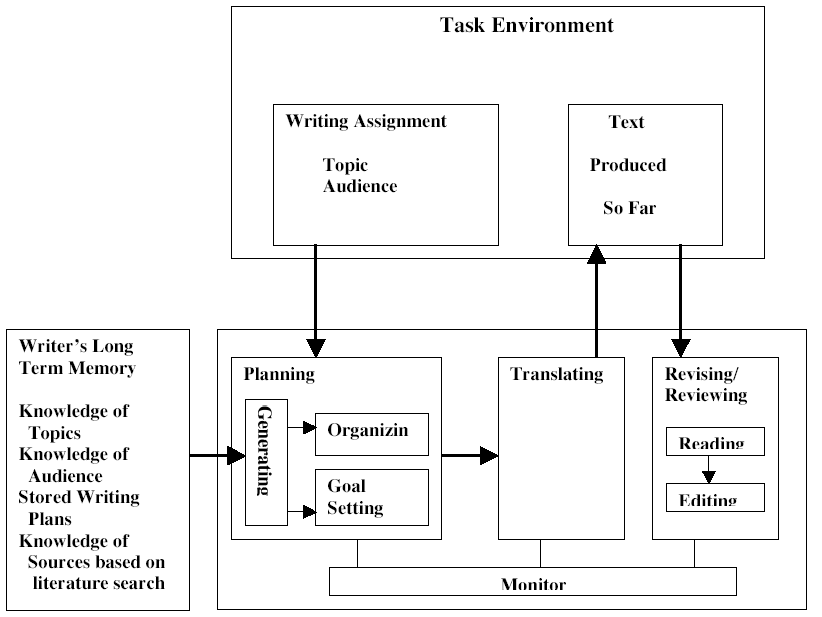 Task Environment
Writing Assignment
Topic
Audience
Text
Produced
So Far
Writer's Long
Term Memory
Knowledge of
Topics
Knowledge of
Audience
Stored Writing
Plans
Knowledge of
Sources based on
literature search
Planning
Generating
Organizin
Goal
Setting
Translating
Revising/
Reviewing
Reading
Editing
Monitor